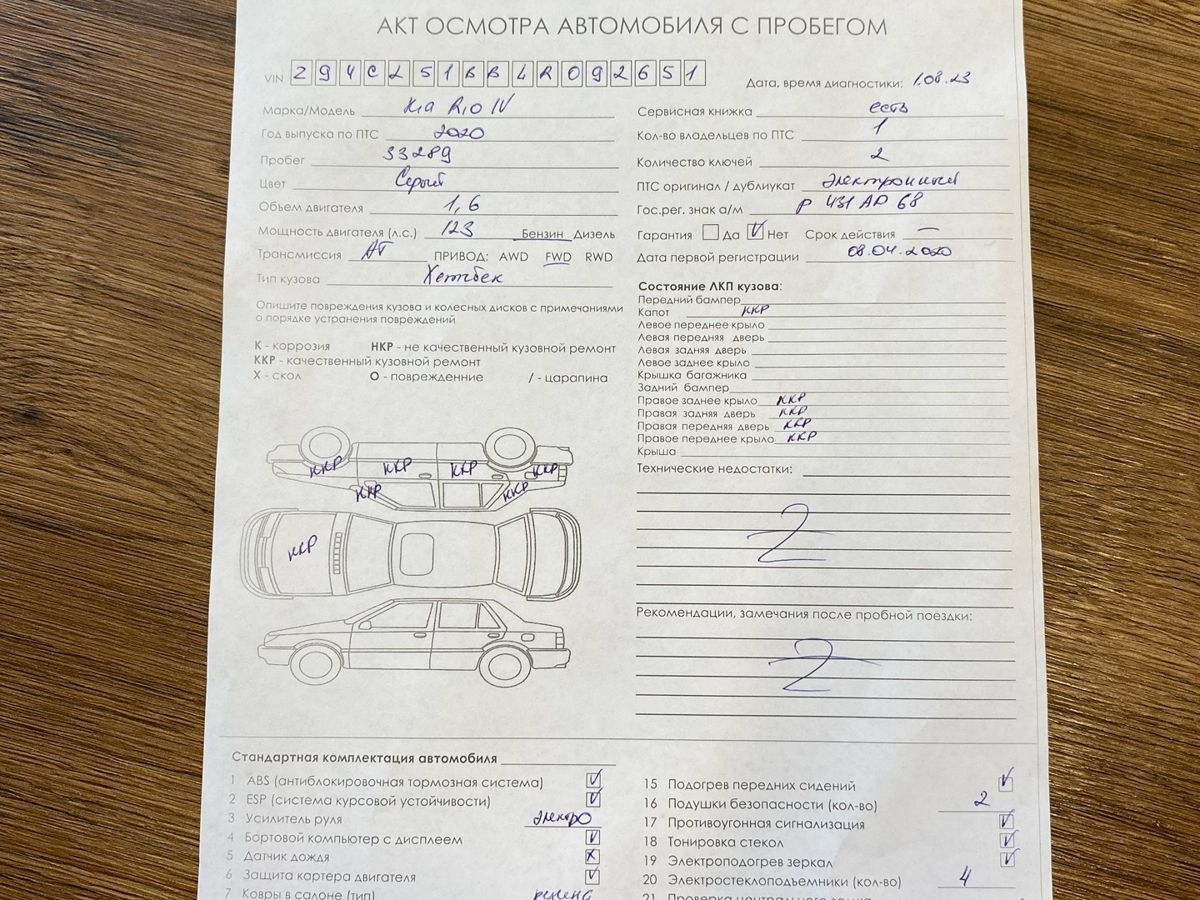 АКТ ОСМОТРА АВТОМОБИЛЯ С ПРОБЕГОМ
VIN Z94C251BBLR092651
Дата, время диагностики: 1.08.23
Марка/Модель Kia Rio IV
Год выпуска по ПТС 2020
Пробег 33289
Цвет Серый
Объем двигателя 1,6
Мощность двигателя (л.с.) 123 Бензин Дизель
Трансмиссия АТ ПРИВОД: AWD FWD RWD
Тип кузова Хетчбек
Опишите повреждения кузова и колесных дисков с примечаниями
о порядке устранения повреждений
К - коррозия НКР - не качественный кузовной ремонт
ККР - качественный кузовной ремонт
Х - скол О - поврежденние / - царапина
ККР ККР ККР ККР
ККР ККР
ККР
Сервисная книжка есть
Кол-во владельцев по ПТС 1
Количество ключей 2
ПТС оригинал / дубликат электронный
Гос.рег. знак а/м Р 431 АР 68
Гарантия Да V Нет Срок действия —
Дата первой регистрации 08.04.2020
Состояние ЛКП кузова:
Передний бампер
Капот ККР
Левое переднее крыло
Левая передняя дверь
Левая задняя дверь
Левое заднее крыло
Крышка багажника
Задний бампер
Правое заднее крыло ККР
Правая задняя дверь ККР
Правая передняя дверь ККР
Правое переднее крыло ККР
Крыша
Технические недостатки:
Рекомендации, замечания после пробной поездки:
Стандартная комплектация автомобиля
1 ABS (антиблокировочная тормозная система) V
2 ESP (система курсовой устойчивости) V
3 Усилитель руля электро
4 Бортовой компьютер с дисплеем V
5 Датчик дождя X
6 Защита картера двигателя V
7 Ковры в салоне (тип)
15 Подогрев передних сидений V
16 Подушки безопасности (кол-во) 2
17 Противоугонная сигнализация V
18 Тонировка стекол V
19 Электроподогрев зеркал V
20 Электростеклоподъемники (кол-во) 4
21 Проверка центрального замка